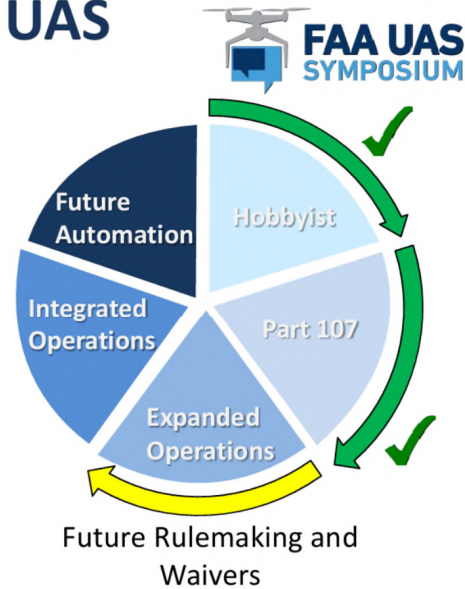 UAS
FAA UAS
SYMPOSIUM
Future
Automation
Hobbyist
Integrated
Operations
Part 107
Expanded
Operations
Future Rulemaking and
Waivers